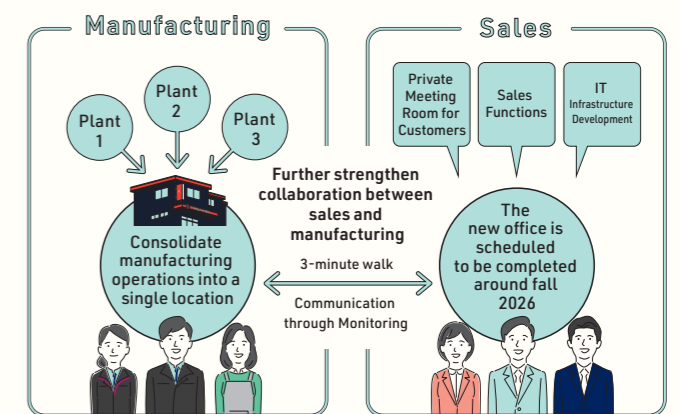 Manufacturing
Sales
Plant
1
Plant
2
Plant
3
Consolidate
manufacturing
operations into a
single location
Further strengthen
collaboration between
sales and
manufacturing
3-minute walk
Communication
through Monitoring
Private
Meeting
Room for
Customers
Sales
Functions
IT
Infrastructure
Development
The
new office is
scheduled
to be completed
around fall
2026